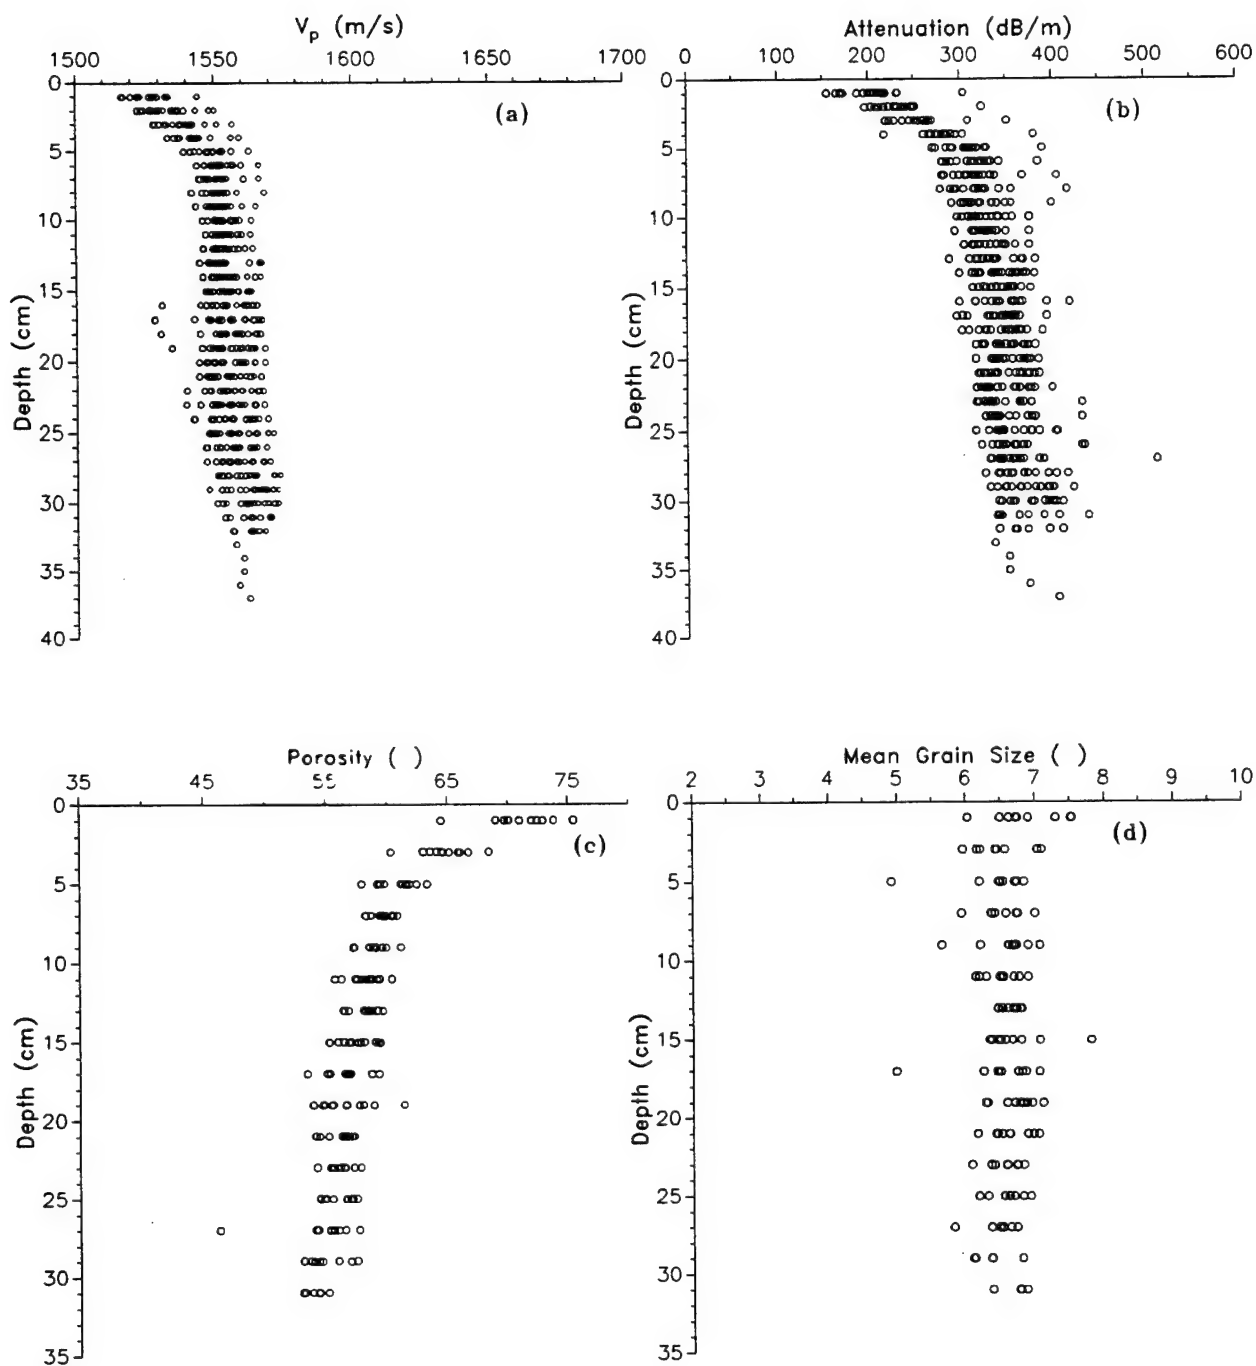 V_p (m/s)
1500 1550 1600 1650 1700
0
5
10
15
20
25
30
35
40
Depth (cm)
(a)
Attenuation (dB/m)
0 100 200 300 400 500 600
0
5
10
15
20
25
30
35
40
Depth (cm)
(b)
Porosity ( )
35 45 55 65 75
0
5
10
15
20
25
30
35
Depth (cm)
(c)
Mean Grain Size ( )
2 3 4 5 6 7 8 9 10
0
5
10
15
20
25
30
35
Depth (cm)
(d)